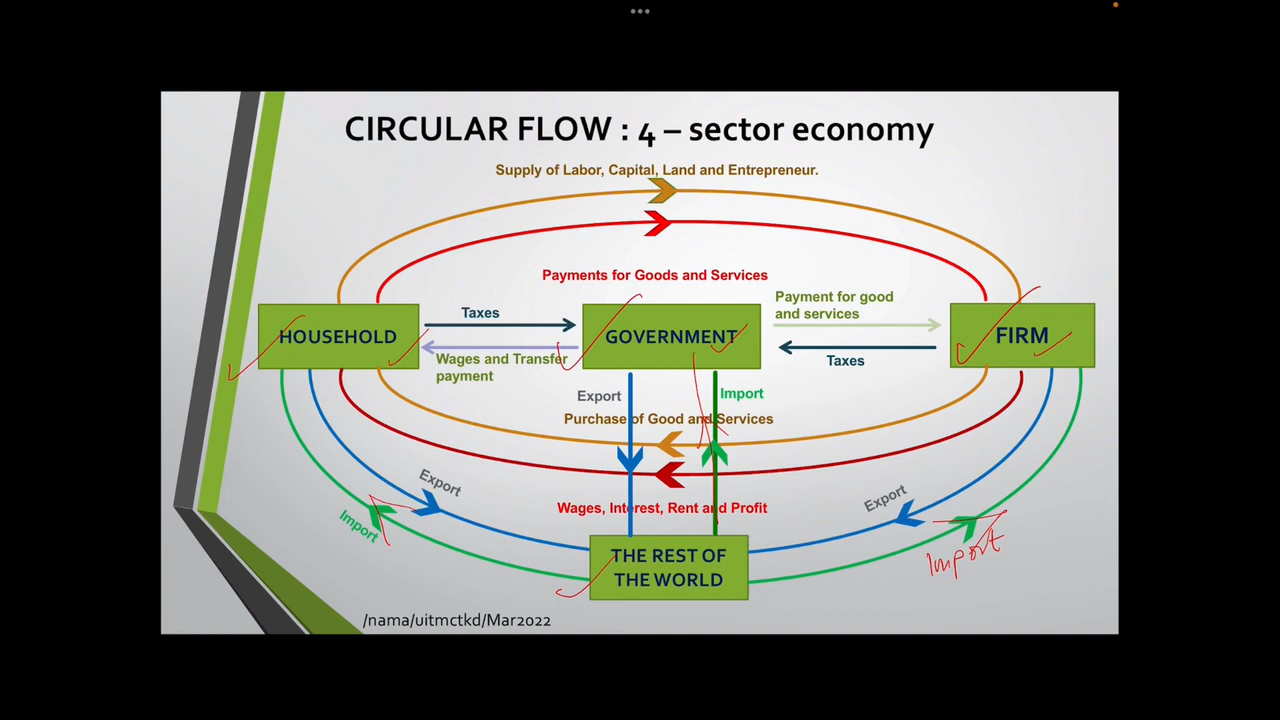 CIRCULAR FLOW : 4 – sector economy
Supply of Labor, Capital, Land and Entrepreneur.
Payments for Goods and Services
HOUSEHOLD
Taxes
Wages and Transfer
payment
GOVERNMENT
Payment for good
and services
Taxes
FIRM
Export
Import
Purchase of Good and Services
Export
Import
Wages, Interest, Rent and Profit
Export
Import
THE REST OF
THE WORLD
/nama/uitmctkd/Mar2022